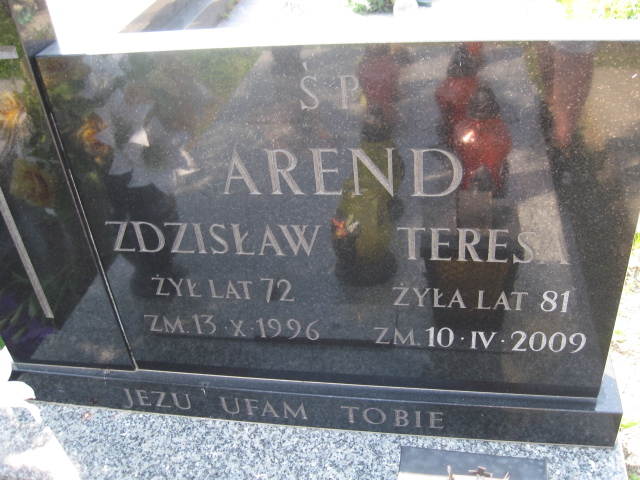 ŚP
AREND
ZDZISŁAW TERESA
ŻYŁ LAT 72 ŻYŁA LAT 81
ZM. 13·X·1996 ZM. 10·IV·2009
JEZU UFAM TOBIE